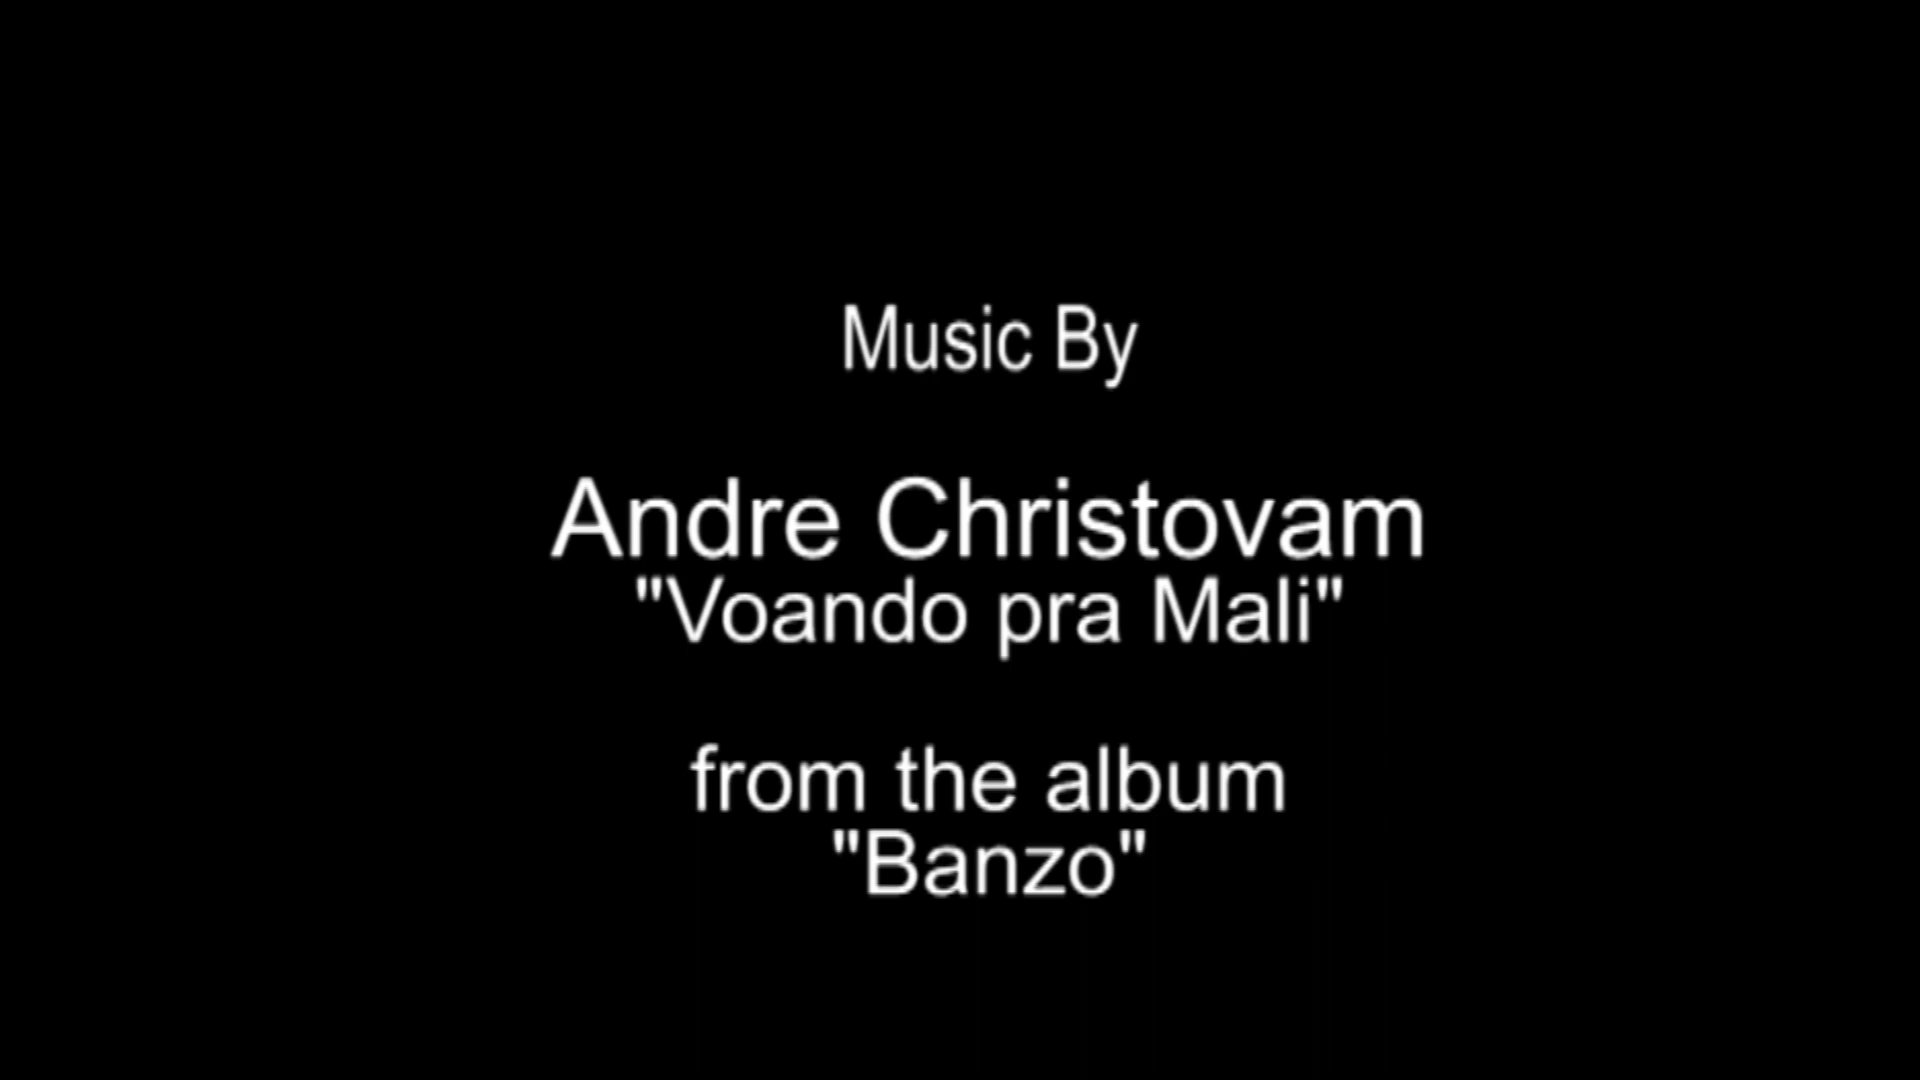 Music By
Andre Christovam
"Voando pra Mali"
from the album
"Banzo"